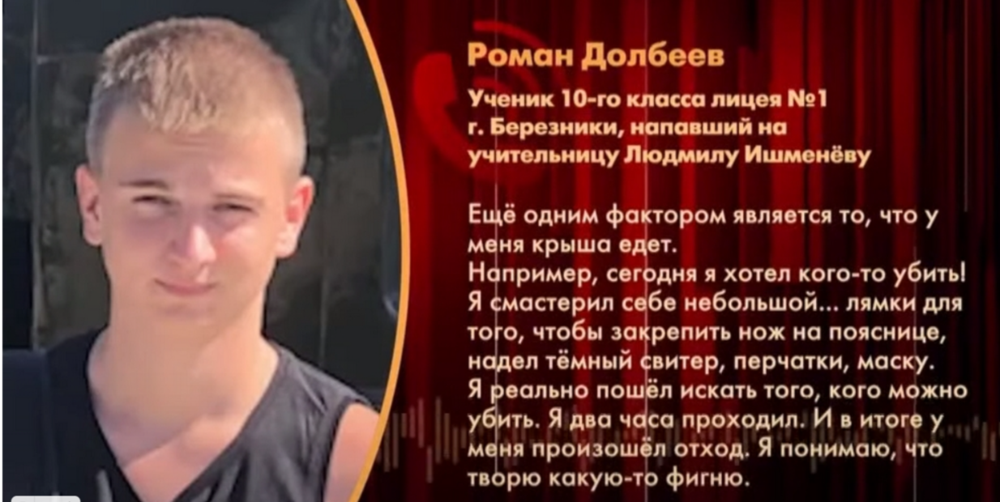 Роман Долбеев
Ученик 10-го класса лицея №1
г. Березники, напавший на
учительницу Людмилу Ишменёву
Ещё одним фактором является то, что у
меня крыша едет.
Например, сегодня я хотел кого-то убить!
Я смастерил себе небольшой... лямки для
того, чтобы закрепить нож на пояснице,
надел тёмный свитер, перчатки, маску.
Я реально пошёл искать того, кого можно
убить. Я два часа проходил. И в итоге у
меня произошёл отход. Я понимаю, что
творю какую-то фигню.